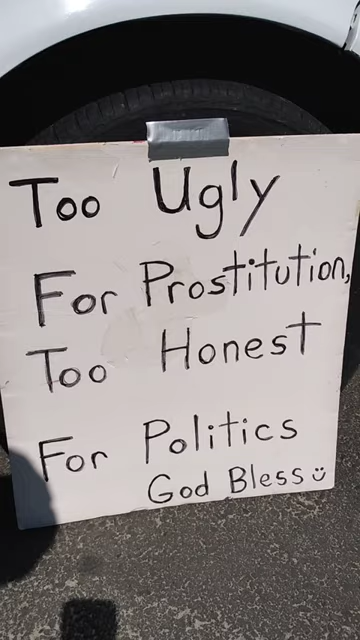 Too Ugly
For Prostitution,
Too Honest
For Politics
God Bless ☺